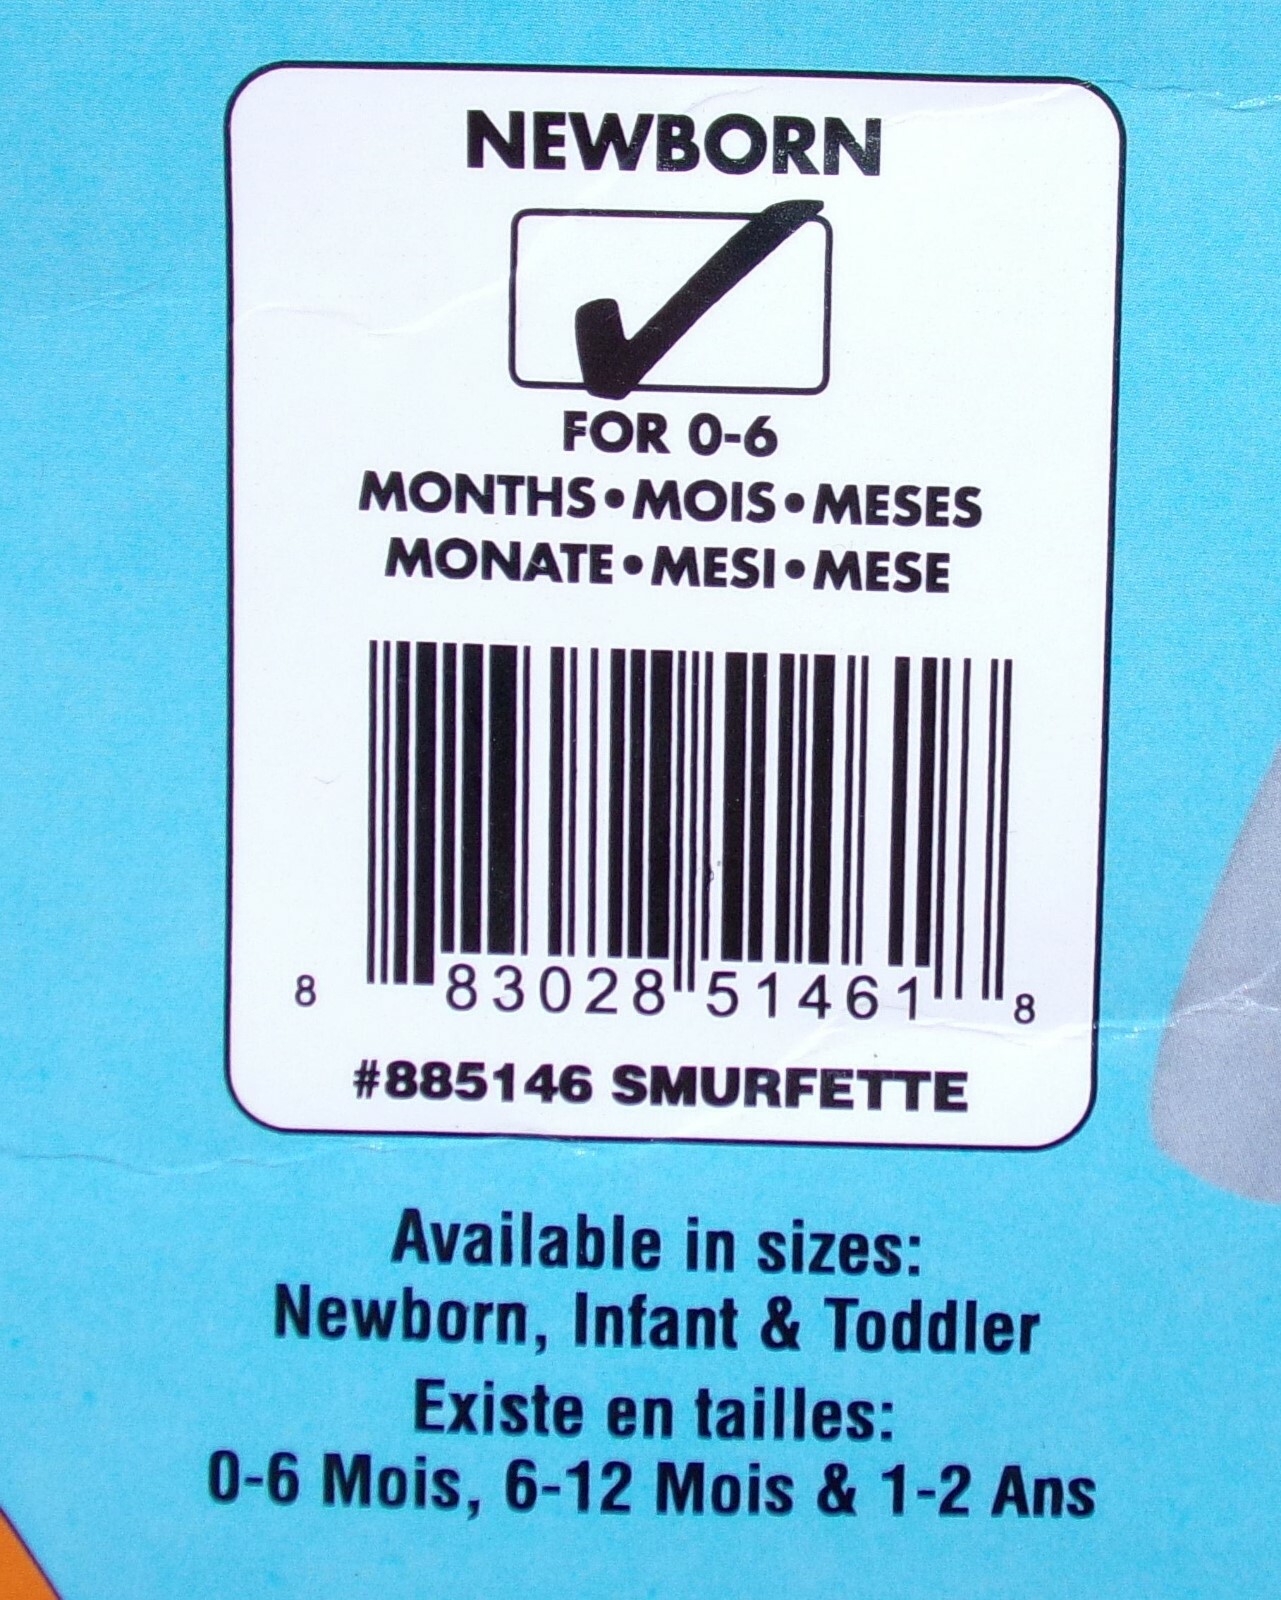 NEWBORN
FOR 0-6
MONTHS•MOIS•MESES
MONATE•MESI•MESE
8 83028 51461 8
#885146 SMURFETTE
Available in sizes:
Newborn, Infant & Toddler
Existe en tailles:
0-6 Mois, 6-12 Mois & 1-2 Ans